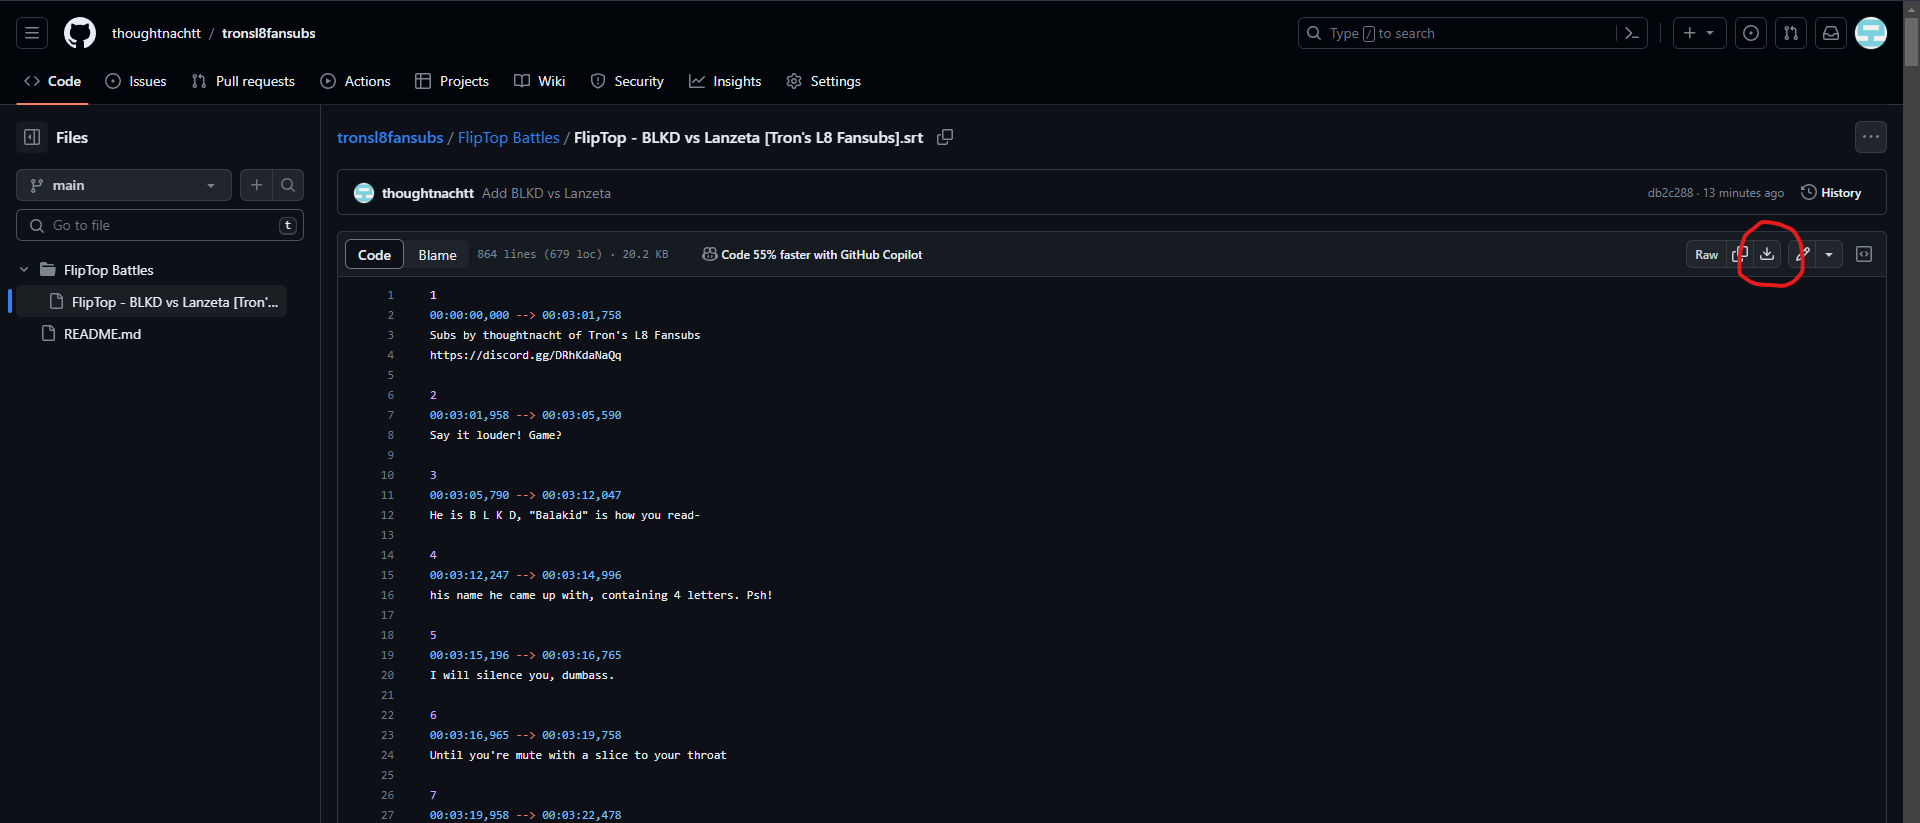 thoughtnachtt / tronsl8fansubs
Type / to search
Code Issues Pull requests Actions Projects Wiki Security Insights Settings
Files
main
Go to file t
FlipTop Battles
FlipTop - BLKD vs Lanzeta [Tron'...
README.md
tronsl8fansubs / FlipTop Battles / FlipTop - BLKD vs Lanzeta [Tron's L8 Fansubs].srt
thoughtnachtt Add BLKD vs Lanzeta
db2c288 · 13 minutes ago History
Code Blame 864 lines (679 loc) · 20.2 KB Code 55% faster with GitHub Copilot Raw
1 1
2 00:00:00,000 --> 00:03:01,758
3 Subs by thoughtnacht of Tron's L8 Fansubs
4 https://discord.gg/DRhKdaNaQq
5
6 2
7 00:03:01,958 --> 00:03:05,590
8 Say it louder! Game?
9
10 3
11 00:03:05,790 --> 00:03:12,047
12 He is B L K D, "Balakid" is how you read-
13
14 4
15 00:03:12,247 --> 00:03:14,996
16 his name he came up with, containing 4 letters. Psh!
17
18 5
19 00:03:15,196 --> 00:03:16,765
20 I will silence you, dumbass.
21
22 6
23 00:03:16,965 --> 00:03:19,758
24 Until you're mute with a slice to your throat
25
26 7
27 00:03:19,958 --> 00:03:22,478